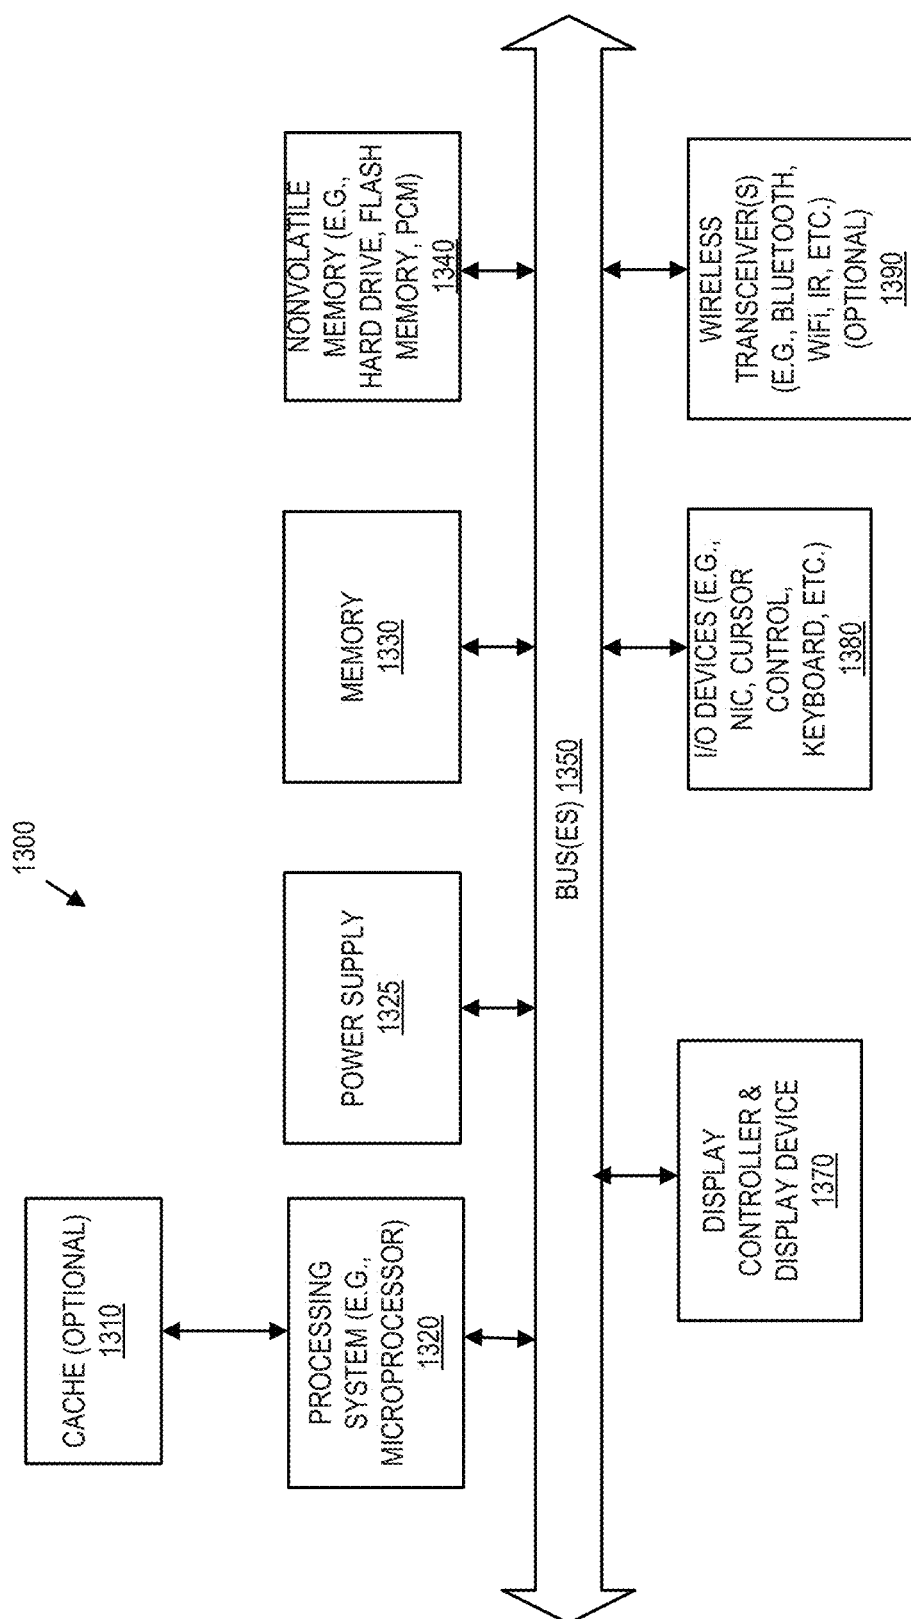 1300
CACHE (OPTIONAL)
1310
PROCESSING
SYSTEM (E.G.,
MICROPROCESSOR)
1320
POWER SUPPLY
1325
MEMORY
1330
NONVOLATILE
MEMORY (E.G.,
HARD DRIVE, FLASH
MEMORY, PCM)
1340
BUS(ES) 1350
DISPLAY
CONTROLLER &
DISPLAY DEVICE
1370
I/O DEVICES (E.G.,
NIC, CURSOR
CONTROL,
KEYBOARD, ETC.)
1380
WIRELESS
TRANSCEIVER(S)
(E.G., BLUETOOTH,
WiFi, IR, ETC.)
(OPTIONAL)
1390